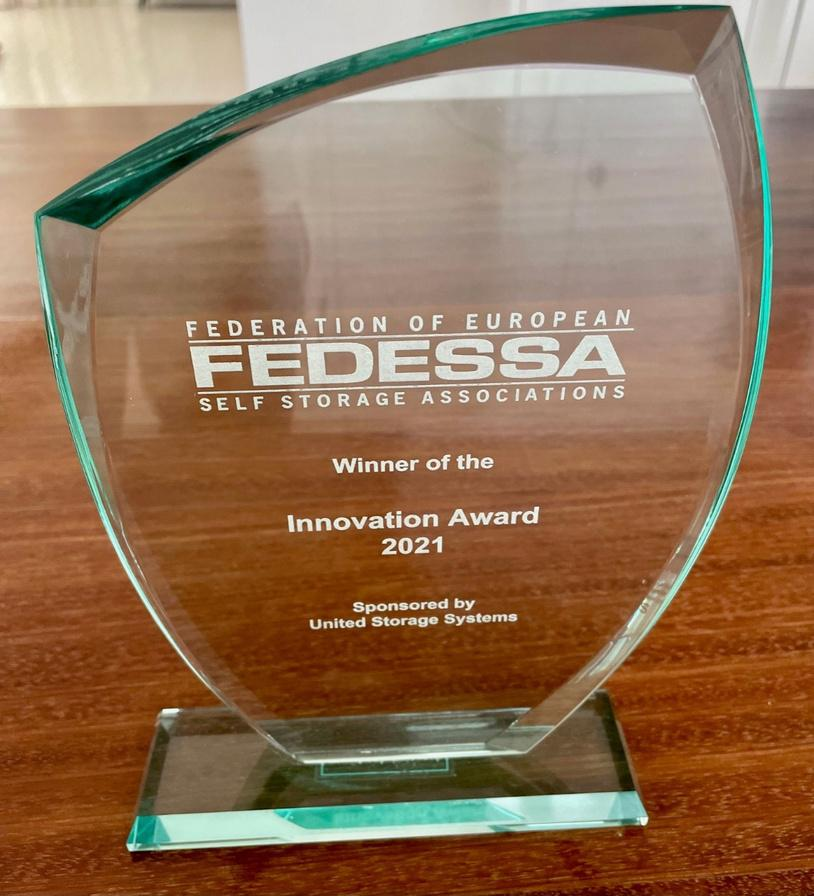 FEDERATION OF EUROPEAN
FEDESSA
SELF STORAGE ASSOCIATIONS
Winner of the
Innovation Award
2021
Sponsored by
United Storage Systems